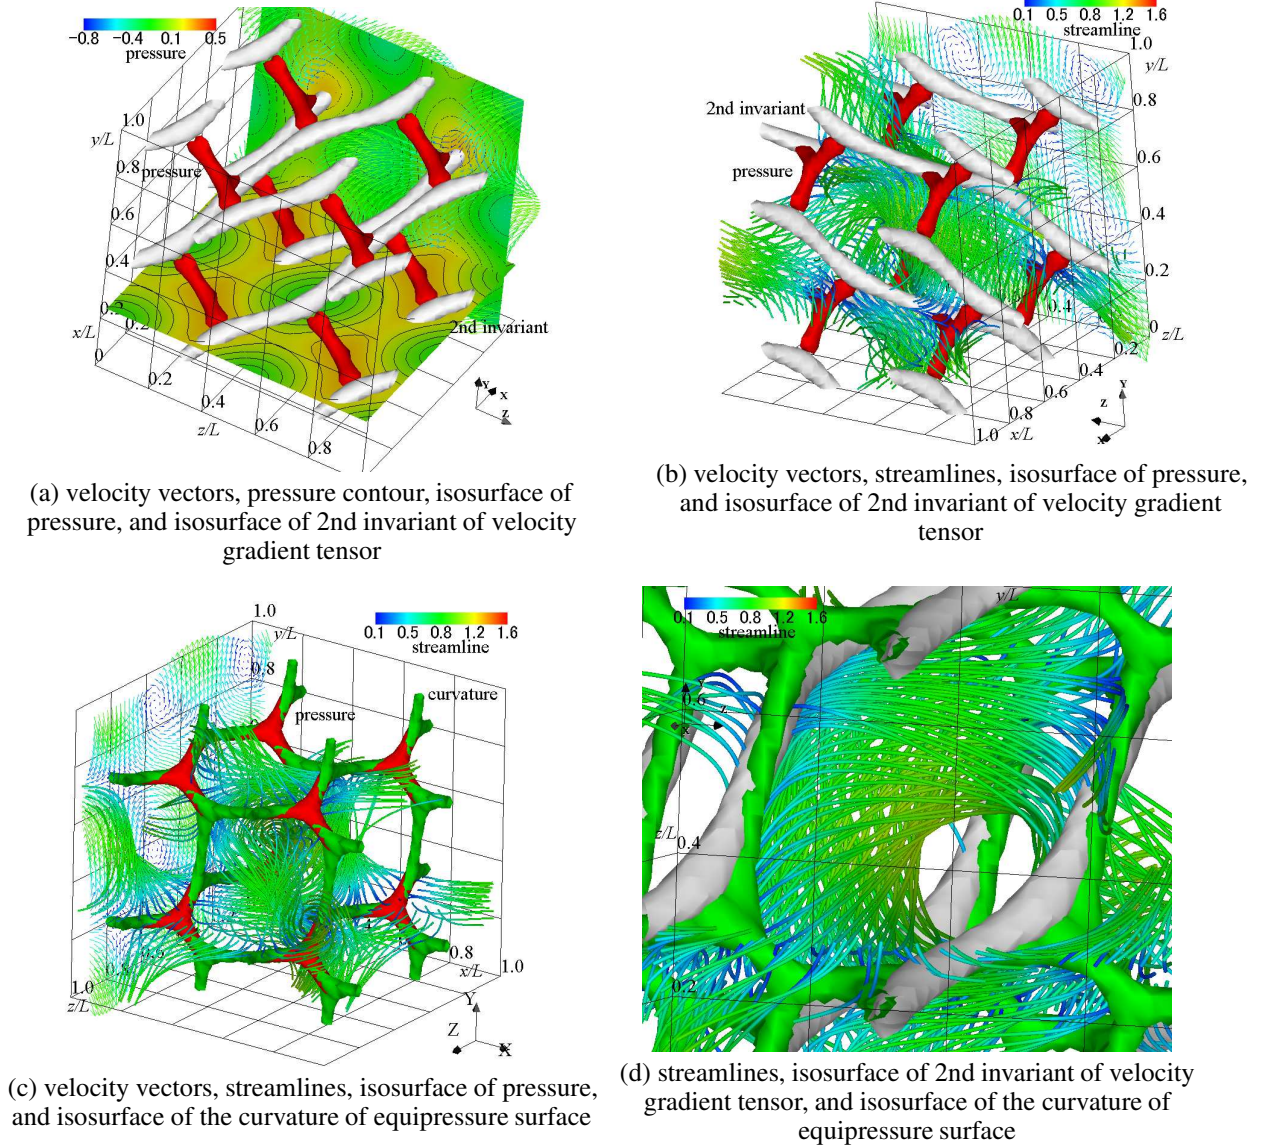 −0.8 −0.4 0.1 0.5
pressure
1.0
y/L
0.8
pressure
0.6
0.4
0.2
x/L
0.2
0
0.2
0.4
z/L
0.6
0.8
2nd invariant
Y
X
Z
(a) velocity vectors, pressure contour, isosurface of
pressure, and isosurface of 2nd invariant of velocity
gradient tensor
0.1 0.5 0.8 1.2 1.6
streamline
1.0
y/L
0.8
2nd invariant
0.6
pressure
0.4
0.2
0.4
0
z/L
0.2
0.4
0.6
0.8
x/L
1.0
Y
Z
X
(b) velocity vectors, streamlines, isosurface of pressure,
and isosurface of 2nd invariant of velocity gradient
tensor
1.0
y/L
0.1 0.5 0.8 1.2 1.6
streamline
0.8
curvature
pressure
0.8
1.0
z/L
0.8
x/L
1.0
Y
Z
X
(c) velocity vectors, streamlines, isosurface of pressure,
and isosurface of the curvature of equipressure surface
0.1 0.5 0.8 1.2 1.6
streamline
y/L
0.6
Y
Z
X
z/L
0.4
0.2
(d) streamlines, isosurface of 2nd invariant of velocity
gradient tensor, and isosurface of the curvature of
equipressure surface